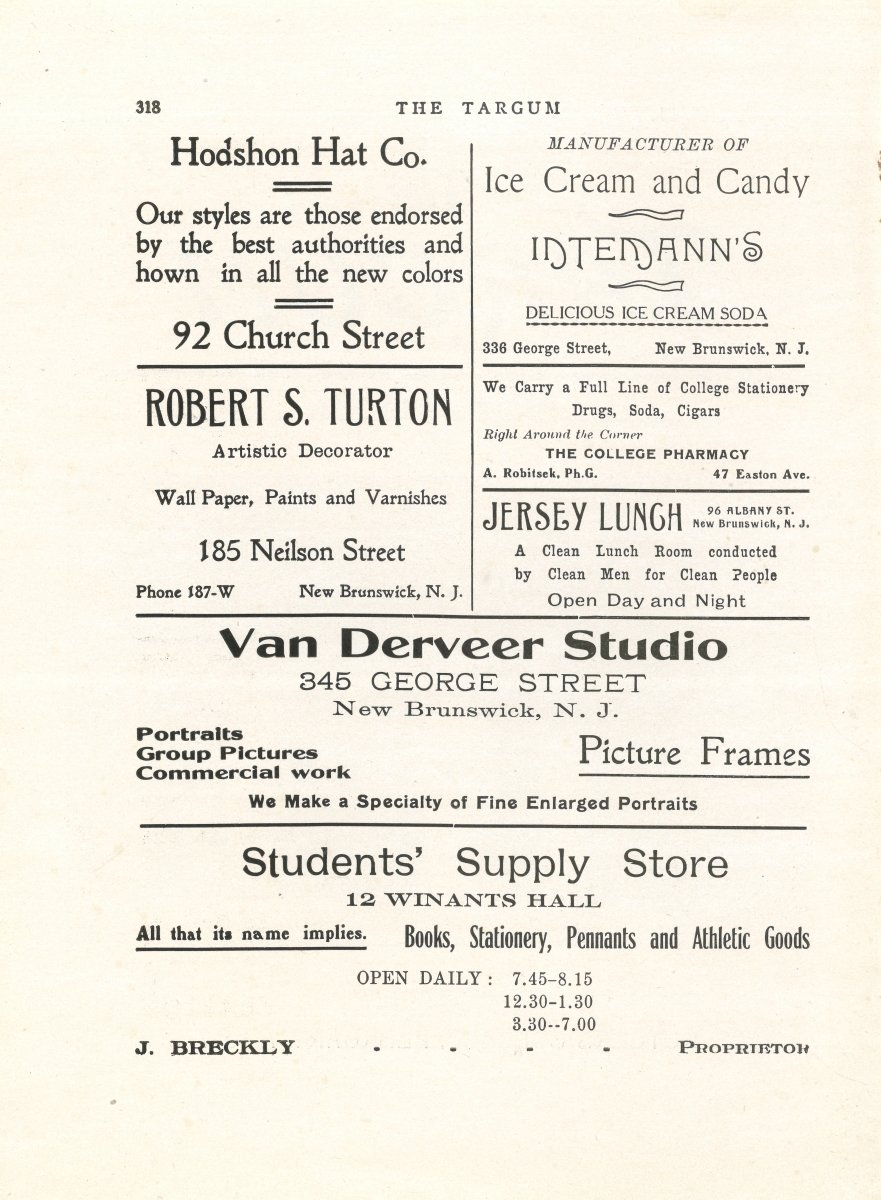 318
THE TARGUM
Hodshon Hat Co.
Our styles are those endorsed
by the best authorities and
hown in all the new colors
92 Church Street
ROBERT S. TURTON
Artistic Decorator
Wall Paper, Paints and Varnishes
185 Neilson Street
Phone 187-W New Brunswick, N. J.
MANUFACTURER OF
Ice Cream and Candy
INTEMANN'S
DELICIOUS ICE CREAM SODA
336 George Street, New Brunswick, N. J.
We Carry a Full Line of College Stationery
Drugs, Soda, Cigars
Right Around the Corner
THE COLLEGE PHARMACY
A. Robitsek, Ph.G. 47 Easton Ave.
JERSEY LUNCH
96 ALBANY ST.
New Brunswick, N. J.
A Clean Lunch Room conducted
by Clean Men for Clean People
Open Day and Night
Van Derveer Studio
345 GEORGE STREET
New Brunswick, N. J.
Portraits
Group Pictures
Commercial work
Picture Frames
We Make a Specialty of Fine Enlarged Portraits
Students' Supply Store
12 WINANTS HALL
All that its name implies. Books, Stationery, Pennants and Athletic Goods
OPEN DAILY: 7.45-8.15
12.30-1.30
3.30--7.00
J. BRECKLY - - - - PROPRIETOR